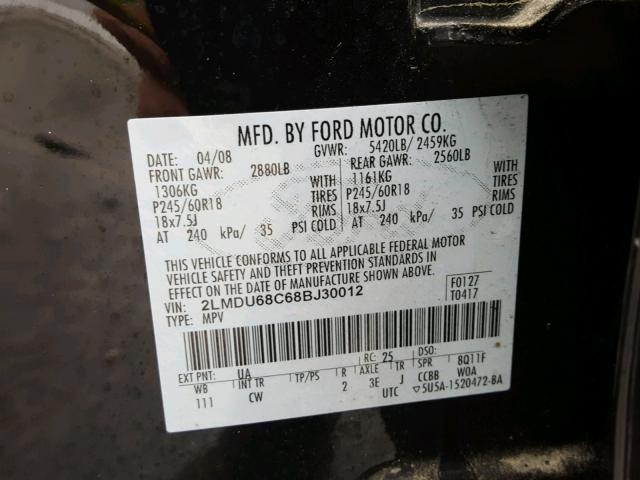 MFD. BY FORD MOTOR CO.
DATE: 04/08 GVWR: 5420LB/ 2459KG
FRONT GAWR: 2880LB REAR GAWR: 2560LB
1306KG WITH 1161KG WITH
P245/60R18 TIRES P245/60R18 TIRES
18x7.5J RIMS 18x7.5J RIMS
AT 240 kPa/ 35 PSI COLD AT 240 kPa/ 35 PSI COLD
THIS VEHICLE CONFORMS TO ALL APPLICABLE FEDERAL MOTOR
VEHICLE SAFETY AND THEFT PREVENTION STANDARDS IN
EFFECT ON THE DATE OF MANUFACTURE SHOWN ABOVE.
VIN: 2LMDU68C68BJ30012 F0127
TYPE: MPV T0417
EXT PNT: UA RC: 25 DSO:
WB INT TR TP/PS R AXLE TR SPR 8Q11F
111 CW 2 3E J CCBB WOA
UTC ▽5U5A-1520472-BA